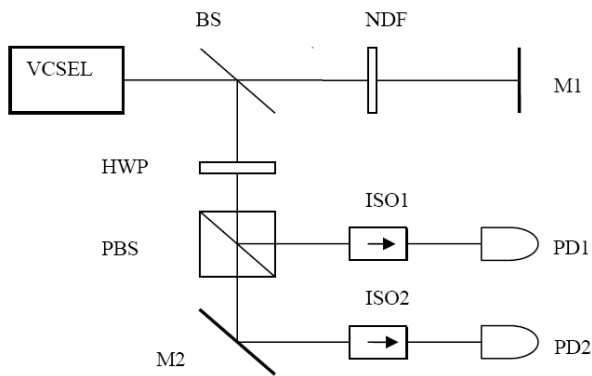 BS
NDF
VCSEL
M1
HWP
ISO1
PBS
PD1
ISO2
M2
PD2